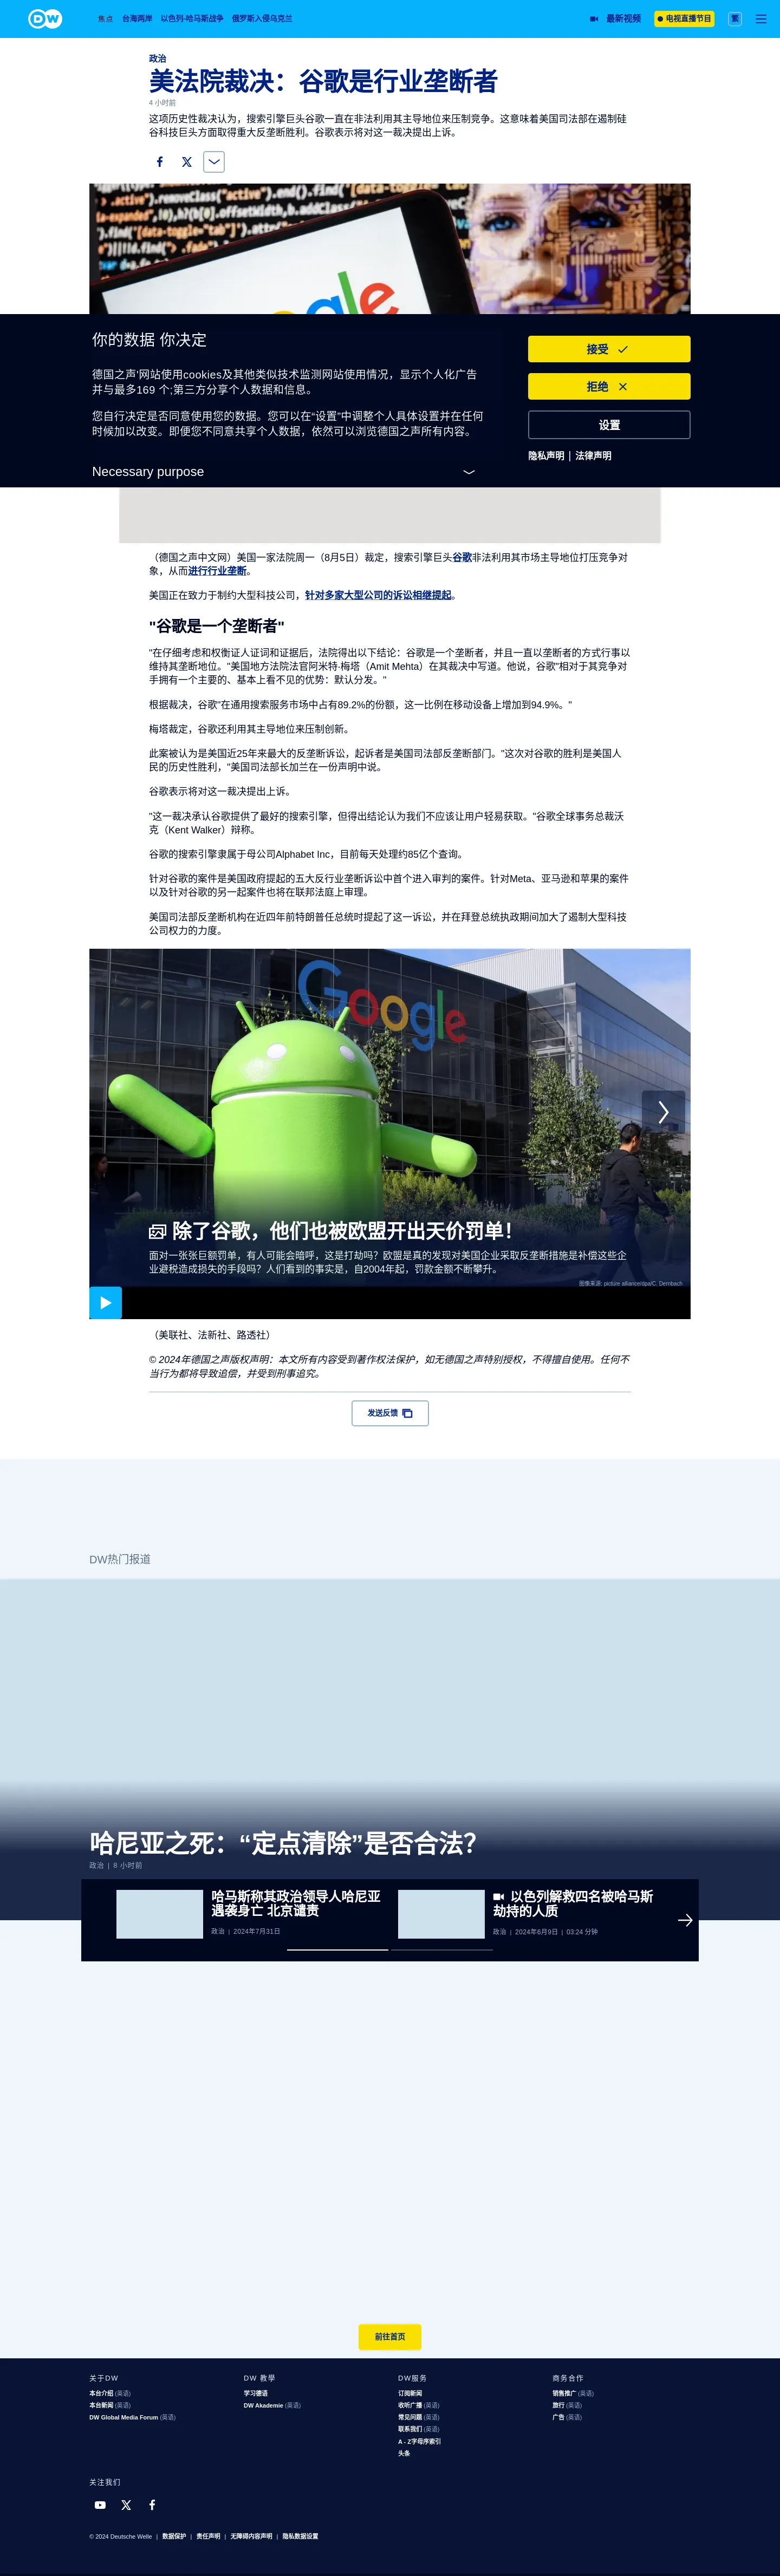 DW
焦点 台海两岸 以色列-哈马斯战争 俄罗斯入侵乌克兰 最新视频 电视直播节目 繁
政治
美法院裁决：谷歌是行业垄断者
4 小时前
这项历史性裁决认为，搜索引擎巨头谷歌一直在非法利用其主导地位来压制竞争。这意味着美国司法部在遏制硅
谷科技巨头方面取得重大反垄断胜利。谷歌表示将对这一裁决提出上诉。
你的数据 你决定
德国之声'网站使用cookies及其他类似技术监测网站使用情况，显示个人化广告
并与最多169 个;第三方分享个人数据和信息。
您自行决定是否同意使用您的数据。您可以在“设置”中调整个人具体设置并在任何
时候加以改变。即便您不同意共享个人数据，依然可以浏览德国之声所有内容。
Necessary purpose
接受
拒绝
设置
隐私声明 | 法律声明
（德国之声中文网）美国一家法院周一（8月5日）裁定，搜索引擎巨头谷歌非法利用其市场主导地位打压竞争对
象，从而进行行业垄断。
美国正在致力于制约大型科技公司，针对多家大型公司的诉讼相继提起。
"谷歌是一个垄断者"
"在仔细考虑和权衡证人证词和证据后，法院得出以下结论：谷歌是一个垄断者，并且一直以垄断者的方式行事以
维持其垄断地位。"美国地方法院法官阿米特·梅塔（Amit Mehta）在其裁决中写道。他说，谷歌"相对于其竞争对
手拥有一个主要的、基本上看不见的优势：默认分发。"
根据裁决，谷歌"在通用搜索服务市场中占有89.2%的份额，这一比例在移动设备上增加到94.9%。"
梅塔裁定，谷歌还利用其主导地位来压制创新。
此案被认为是美国近25年来最大的反垄断诉讼，起诉者是美国司法部反垄断部门。"这次对谷歌的胜利是美国人
民的历史性胜利，"美国司法部长加兰在一份声明中说。
谷歌表示将对这一裁决提出上诉。
"这一裁决承认谷歌提供了最好的搜索引擎，但得出结论认为我们不应该让用户轻易获取。"谷歌全球事务总裁沃
克（Kent Walker）辩称。
谷歌的搜索引擎隶属于母公司Alphabet Inc，目前每天处理约85亿个查询。
针对谷歌的案件是美国政府提起的五大反行业垄断诉讼中首个进入审判的案件。针对Meta、亚马逊和苹果的案件
以及针对谷歌的另一起案件也将在联邦法庭上审理。
美国司法部反垄断机构在近四年前特朗普任总统时提起了这一诉讼，并在拜登总统执政期间加大了遏制大型科技
公司权力的力度。
Google
除了谷歌，他们也被欧盟开出天价罚单！
面对一张张巨额罚单，有人可能会暗呼，这是打劫吗？欧盟是真的发现对美国企业采取反垄断措施是补偿这些企
业避税造成损失的手段吗？人们看到的事实是，自2004年起，罚款金额不断攀升。
图像来源: picture alliance/dpa/C. Dernbach
（美联社、法新社、路透社）
© 2024年德国之声版权声明：本文所有内容受到著作权法保护，如无德国之声特别授权，不得擅自使用。任何不
当行为都将导致追偿，并受到刑事追究。
发送反馈
DW热门报道
哈尼亚之死：“定点清除”是否合法？
政治 | 8 小时前
哈马斯称其政治领导人哈尼亚
遇袭身亡 北京谴责
政治 | 2024年7月31日
以色列解救四名被哈马斯
劫持的人质
政治 | 2024年6月9日 | 03:24 分钟
前往首页
关于DW
本台介绍 (英语)
本台新闻 (英语)
DW Global Media Forum (英语)
DW 教學
学习德语
DW Akademie (英语)
DW服务
订阅新闻
收听广播 (英语)
常见问题 (英语)
联系我们 (英语)
A - Z字母序索引
头条
商务合作
销售推广 (英语)
旅行 (英语)
广告 (英语)
关注我们
© 2024 Deutsche Welle | 数据保护 | 责任声明 | 无障碍内容声明 | 隐私数据设置